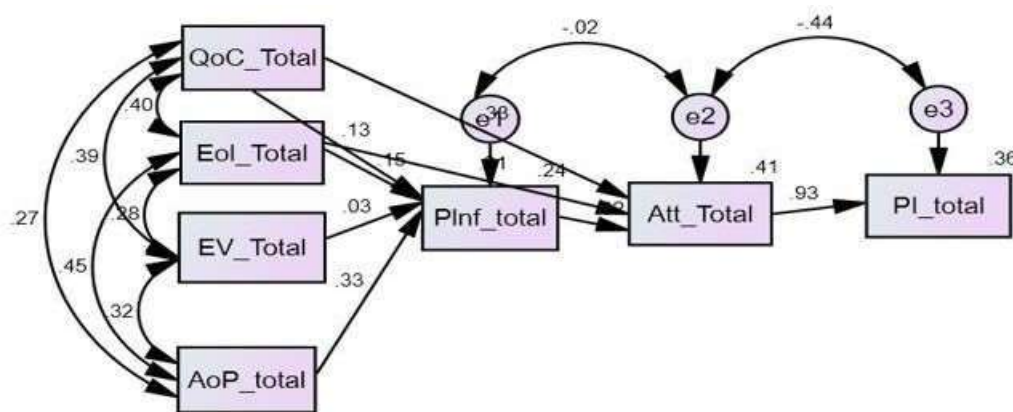 -.02
-.44
QoC_Total
.33
e2
e3
.40
.13
EoI_Total
.39
.15
.24
.41
.36
.27
.28
.03
PInf_total
Att_Total
.93
PI_total
EV_Total
.45
.33
.32
AoP_total